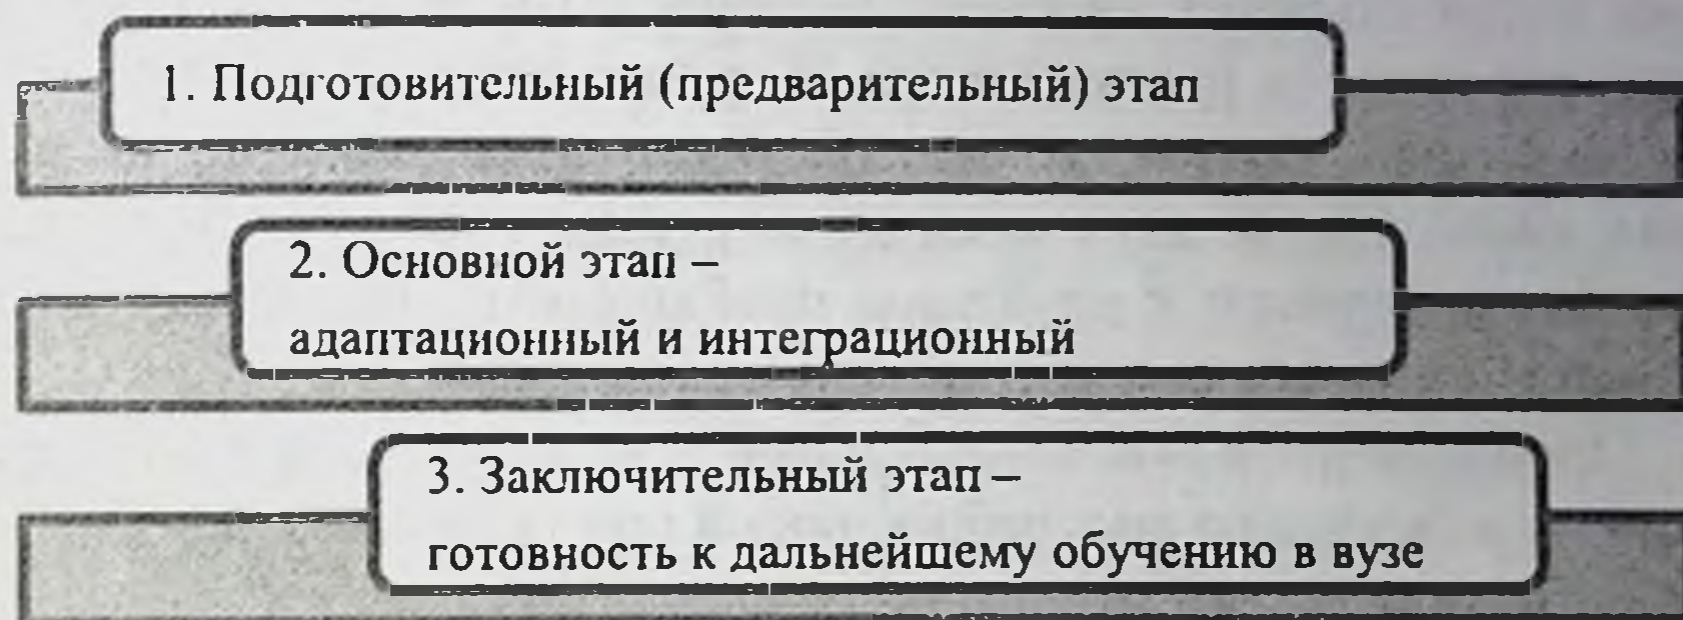 1. Подготовительный (предварительный) этап
2. Основной этап –
адаптационный и интеграционный
3. Заключительный этап –
готовность к дальнейшему обучению в вузе